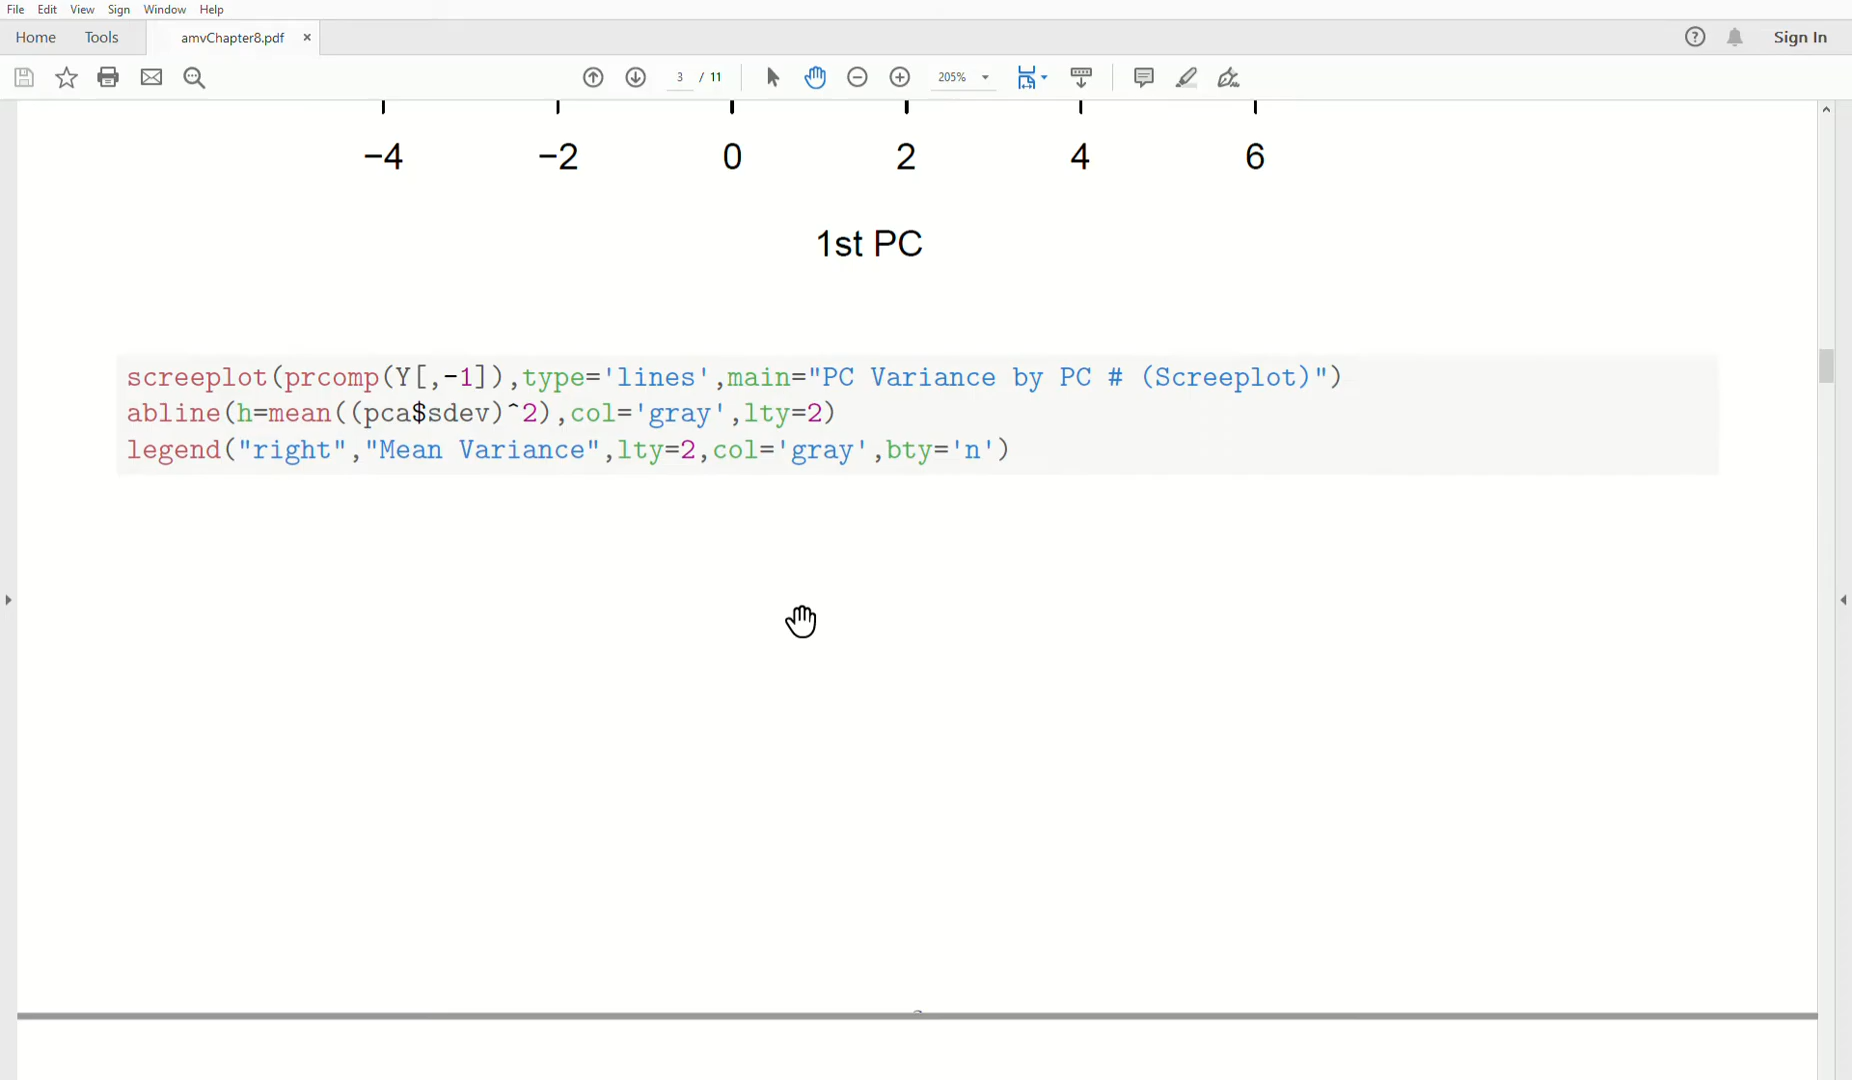 File Edit View Sign Window Help
Home Tools amvChapter8.pdf × Sign In
3 / 11 205%
−4 −2 0 2 4 6
1st PC
screeplot(prcomp(Y[,-1]),type='lines',main="PC Variance by PC # (Screeplot)")
abline(h=mean((pca$sdev)^2),col='gray',lty=2)
legend("right","Mean Variance",lty=2,col='gray',bty='n')